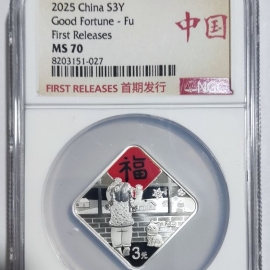 2025 China S3Y
Good Fortune - Fu
First Releases
MS 70
8203151-027
中国
FIRST RELEASES 首期发行
NGC
福
3元